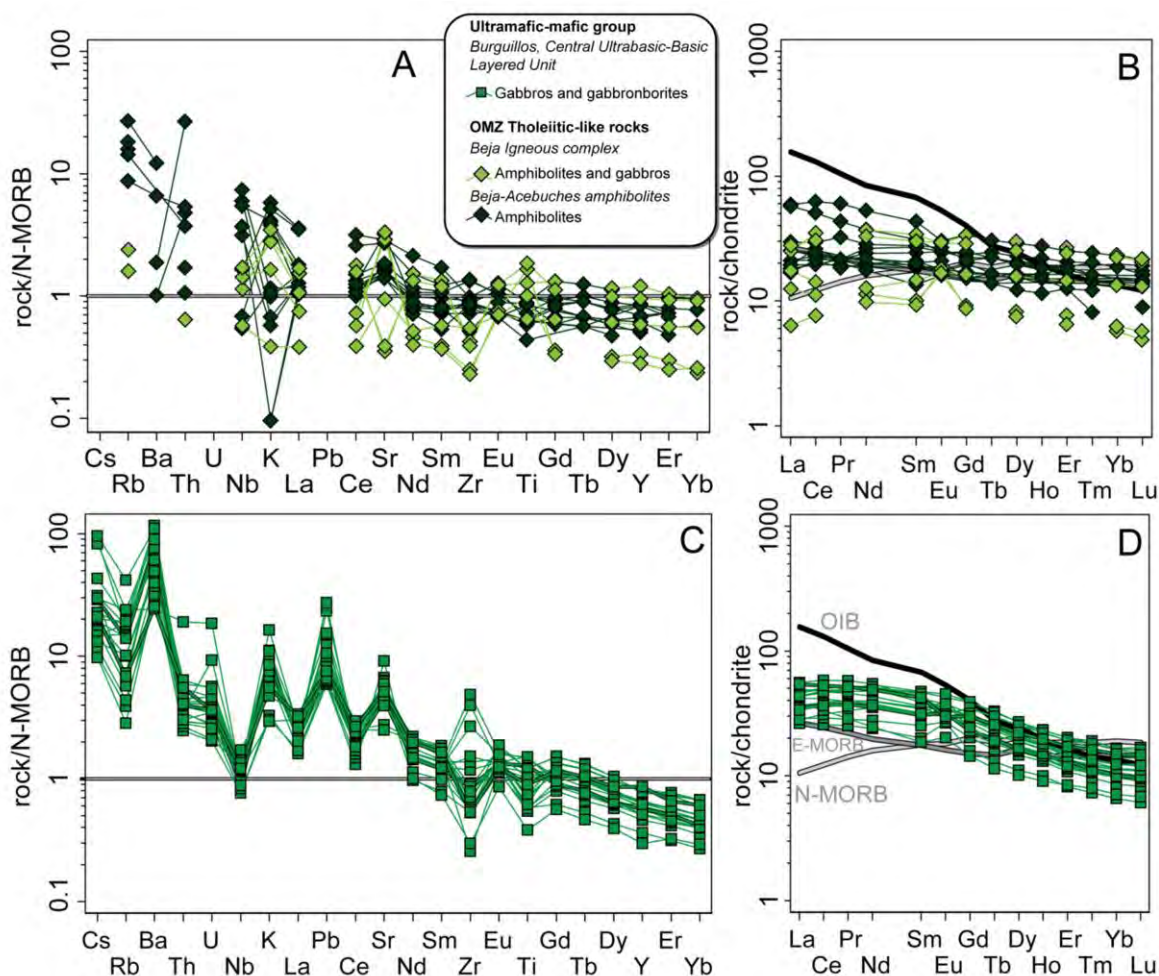 A
Ultramafic-mafic group
Burguillos, Central Ultrabasic-Basic
Layered Unit
Gabbros and gabbronborites
OMZ Tholeiitic-like rocks
Beja Igneous complex
Amphibolites and gabbros
Beja-Acebuches amphibolites
Amphibolites
rock/N-MORB
100
10
1
0.1
Cs Ba U K Pb Sr Sm Eu Gd Dy Er
Rb Th Nb La Ce Nd Zr Ti Tb Y Yb
B
rock/chondrite
1000
100
10
1
La Pr Sm Gd Dy Er Yb
Ce Nd Eu Tb Ho Tm Lu
C
rock/N-MORB
100
10
1
0.1
Cs Ba U K Pb Sr Sm Eu Gd Dy Er
Rb Th Nb La Ce Nd Zr Ti Tb Y Yb
D
rock/chondrite
1000
100
10
1
OIB
E-MORB
N-MORB
La Pr Sm Gd Dy Er Yb
Ce Nd Eu Tb Ho Tm Lu